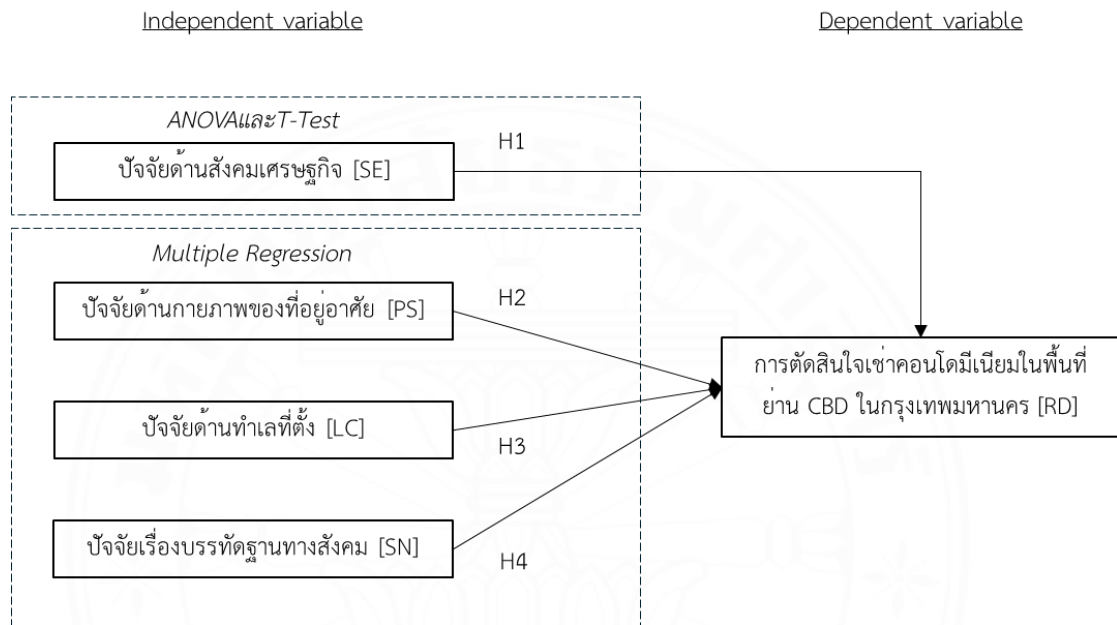 Independent variable
Dependent variable
ANOVAและT-Test
ปัจจัยด้านสังคมเศรษฐกิจ [SE]
H1
Multiple Regression
ปัจจัยด้านกายภาพของที่อยู่อาศัย [PS]
H2
ปัจจัยด้านทำเลที่ตั้ง [LC]
H3
ปัจจัยเรื่องบรรทัดฐานทางสังคม [SN]
H4
การตัดสินใจเช่าคอนโดมีเนียมในพื้นที่
ย่าน CBD ในกรุงเทพมหานคร [RD]